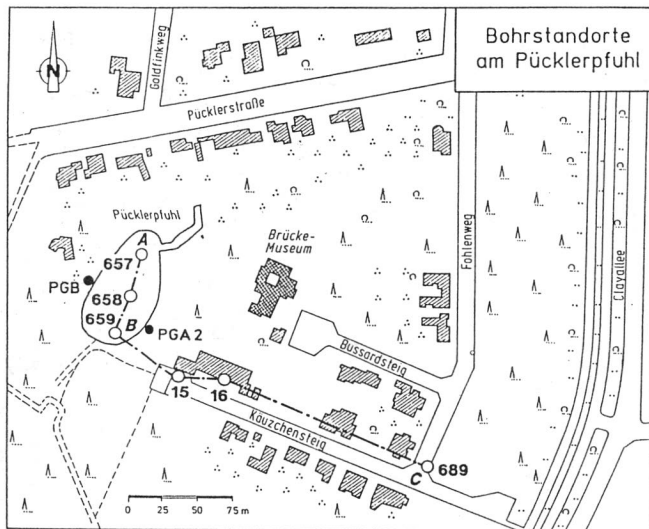 Bohrstandorte
am Pücklerpfuhl
N
Goldfinkweg
Pücklerstraße
Pücklerpfuhl
A
657
PGB
658
659
B
PGA 2
Brücke-
Museum
Fohlenweg
Clayallee
Bussardsteig
15
16
Kauzchensteig
C
689
0
25
50
75 m